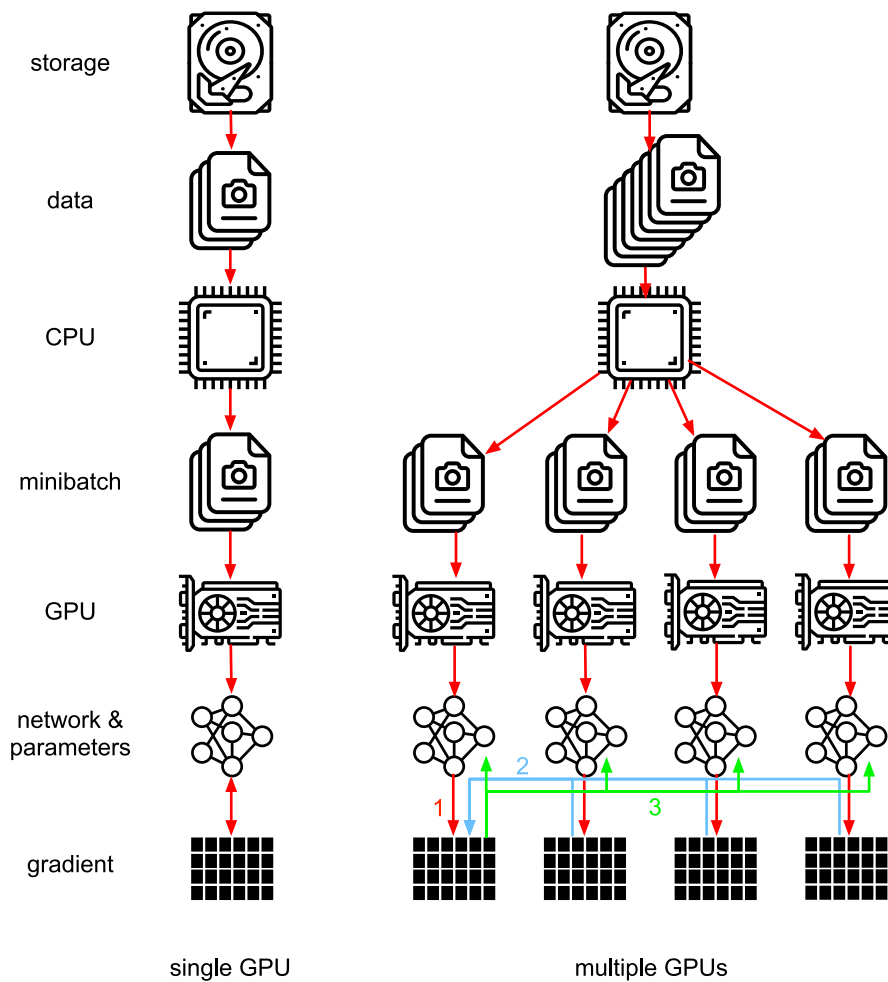 storage
data
CPU
minibatch
GPU
network &
parameters
2
1
3
gradient
single GPU
multiple GPUs